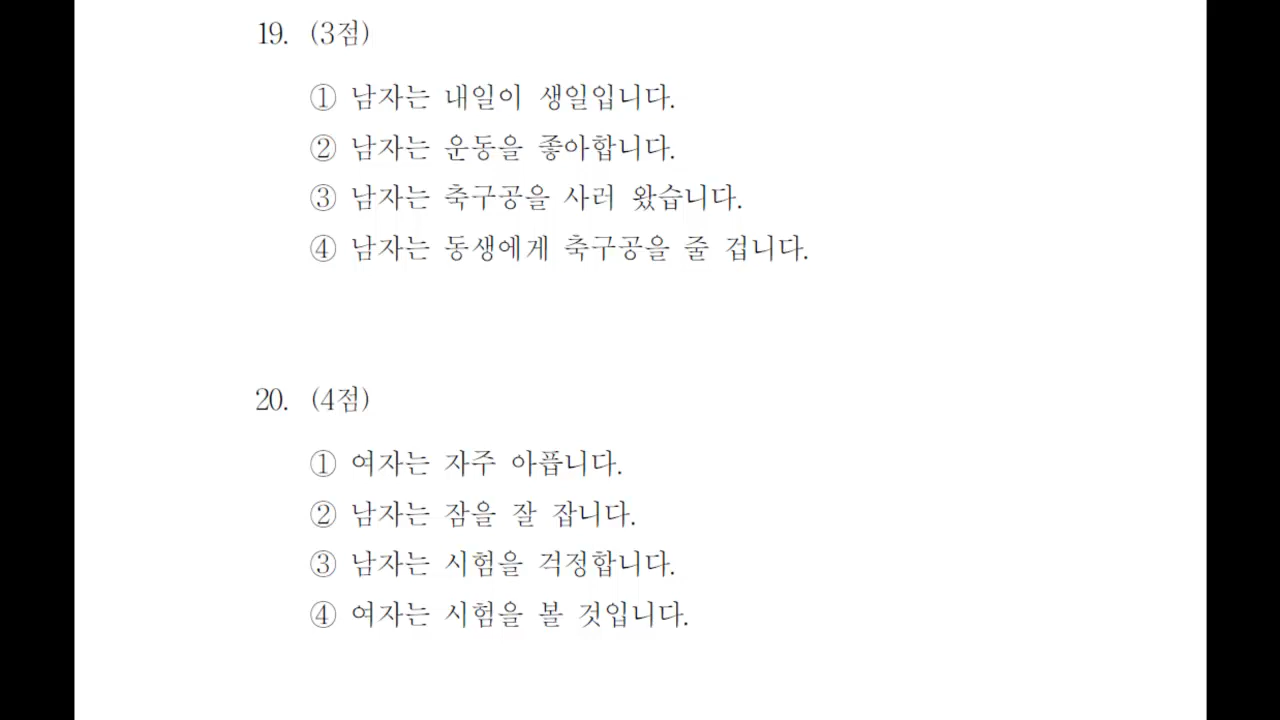 19. (3점)
① 남자는 내일이 생일입니다.
② 남자는 운동을 좋아합니다.
③ 남자는 축구공을 사러 왔습니다.
④ 남자는 동생에게 축구공을 줄 겁니다.
20. (4점)
① 여자는 자주 아픕니다.
② 남자는 잠을 잘 잡니다.
③ 남자는 시험을 걱정합니다.
④ 여자는 시험을 볼 것입니다.